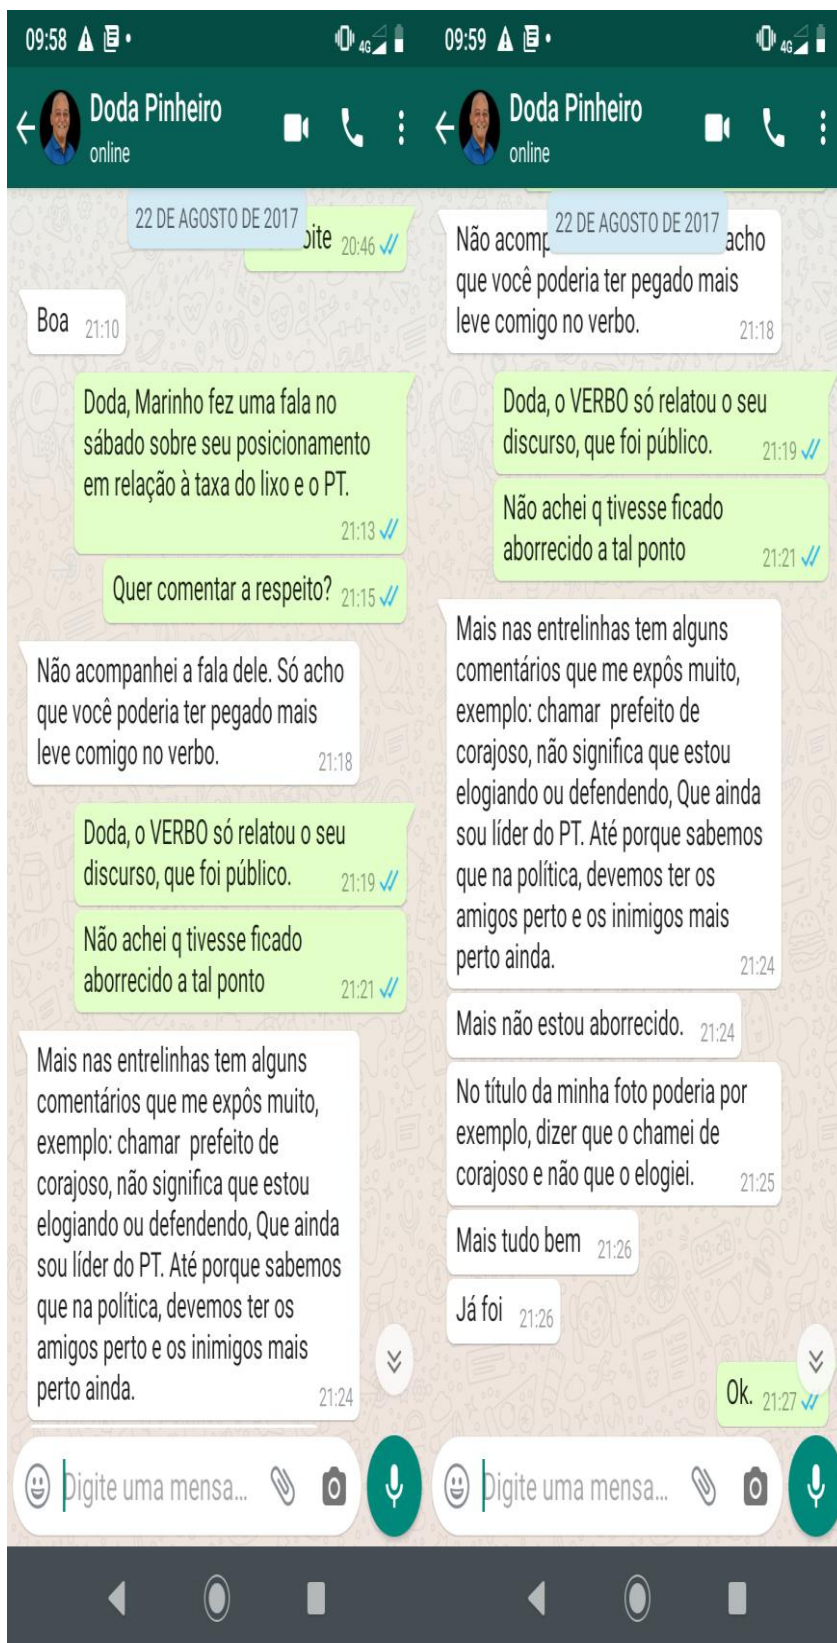 09:58
4G
Doda Pinheiro
online
22 DE AGOSTO DE 2017
20:46
Boa 21:10
Doda, Marinho fez uma fala no
sábado sobre seu posicionamento
em relação à taxa do lixo e o PT.
21:13
Quer comentar a respeito? 21:15
Não acompanhei a fala dele. Só acho
que você poderia ter pegado mais
leve comigo no verbo. 21:18
Doda, o VERBO só relatou o seu
discurso, que foi público. 21:19
Não achei q tivesse ficado
aborrecido a tal ponto 21:21
Mais nas entrelinhas tem alguns
comentários que me expôs muito,
exemplo: chamar prefeito de
corajoso, não significa que estou
elogiando ou defendendo, Que ainda
sou líder do PT. Até porque sabemos
que na política, devemos ter os
amigos perto e os inimigos mais
perto ainda. 21:24
Digite uma mensa...
09:59
4G
Doda Pinheiro
online
22 DE AGOSTO DE 2017
Não acho
que você poderia ter pegado mais
leve comigo no verbo. 21:18
Doda, o VERBO só relatou o seu
discurso, que foi público. 21:19
Não achei q tivesse ficado
aborrecido a tal ponto 21:21
Mais nas entrelinhas tem alguns
comentários que me expôs muito,
exemplo: chamar prefeito de
corajoso, não significa que estou
elogiando ou defendendo, Que ainda
sou líder do PT. Até porque sabemos
que na política, devemos ter os
amigos perto e os inimigos mais
perto ainda. 21:24
Mais não estou aborrecido. 21:24
No título da minha foto poderia por
exemplo, dizer que o chamei de
corajoso e não que o elogiei. 21:25
Mais tudo bem 21:26
Já foi 21:26
Ok. 21:27
Digite uma mensa...